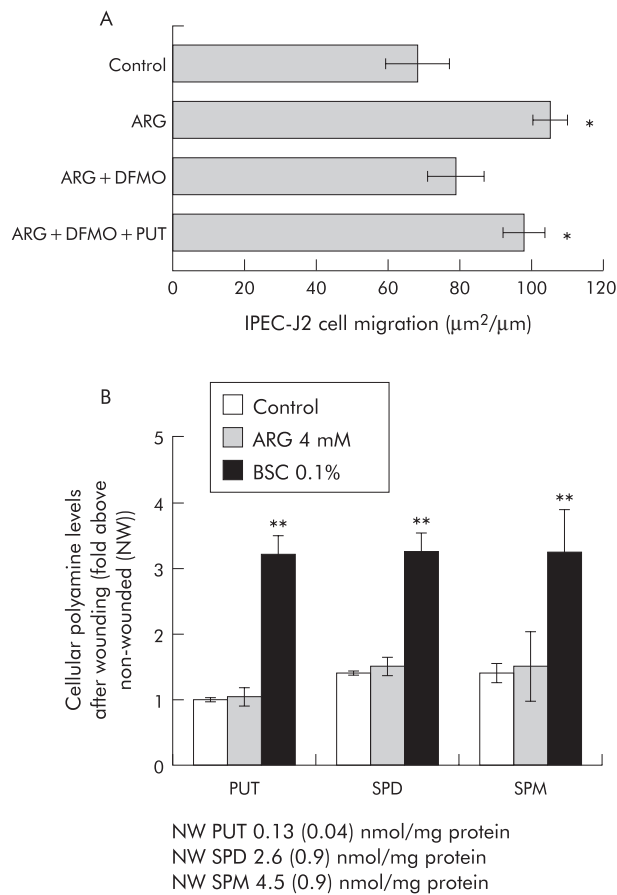 A
Control
ARG
*
ARG + DFMO
ARG + DFMO + PUT
*
0 20 40 60 80 100 120
IPEC-J2 cell migration (μm²/μm)
B
Control
ARG 4 mM
BSC 0.1%
Cellular polyamine levels
after wounding (fold above
non-wounded (NW))
5
4
3
2
1
0
** ** **
PUT SPD SPM
NW PUT 0.13 (0.04) nmol/mg protein
NW SPD 2.6 (0.9) nmol/mg protein
NW SPM 4.5 (0.9) nmol/mg protein